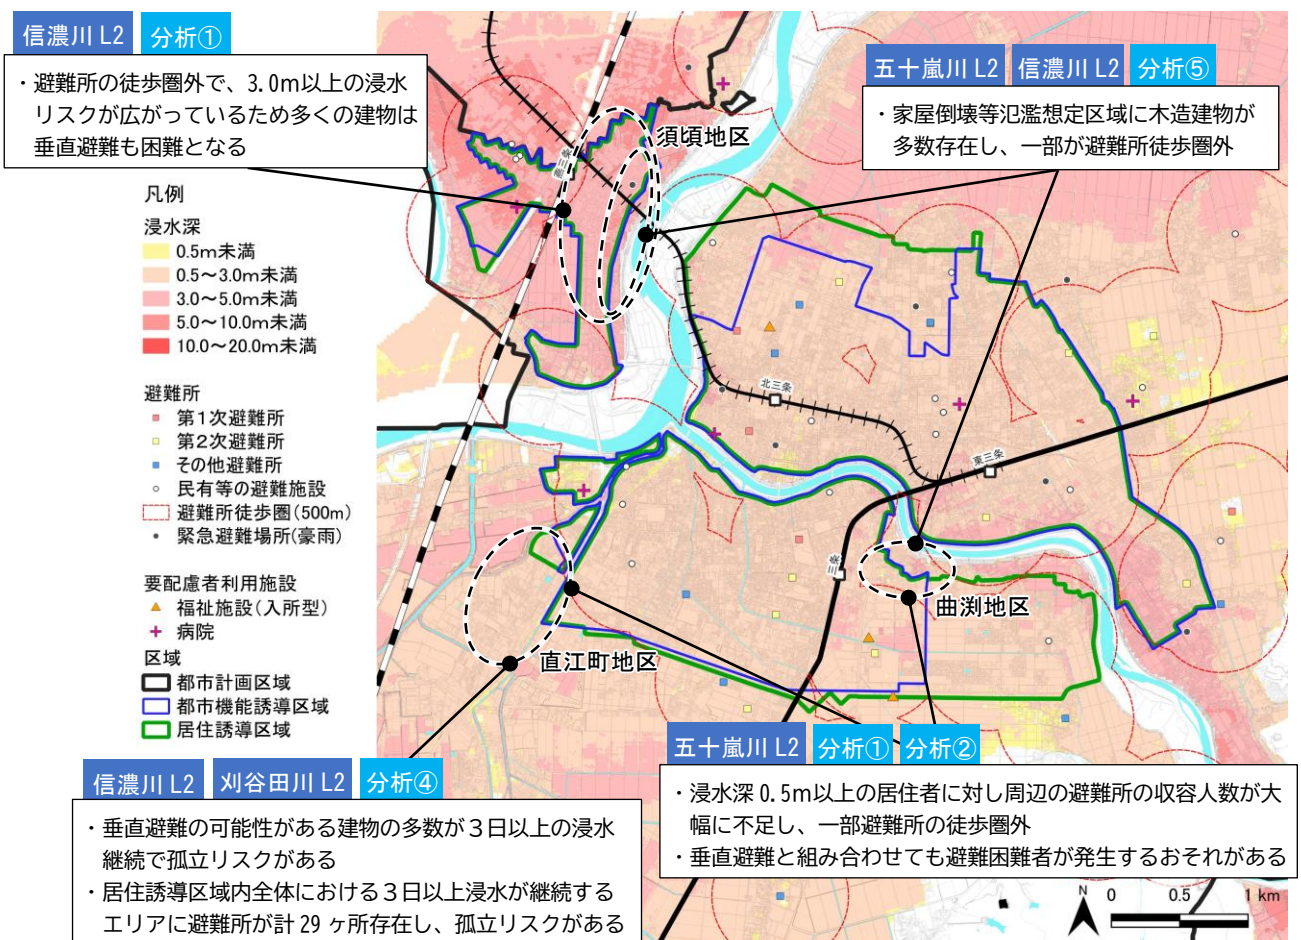 信濃川 L2 分析①
・避難所の徒歩圏外で、3.0m以上の浸水
リスクが広がっているため多くの建物は
垂直避難も困難となる
五十嵐川 L2 信濃川 L2 分析⑤
・家屋倒壊等氾濫想定区域に木造建物が
多数存在し、一部が避難所徒歩圏外
須頃地区
燕三条
凡例
浸水深
0.5m未満
0.5～3.0m未満
3.0～5.0m未満
5.0～10.0m未満
10.0～20.0m未満
避難所
第1次避難所
第2次避難所
その他避難所
民有等の避難施設
避難所徒歩圏(500m)
緊急避難場所(豪雨)
要配慮者利用施設
福祉施設(入所型)
病院
区域
都市計画区域
都市機能誘導区域
居住誘導区域
北三条
東三条
三条
曲渕地区
直江町地区
信濃川 L2 刈谷田川 L2 分析④
・垂直避難の可能性がある建物の多数が３日以上の浸水
継続で孤立リスクがある
・居住誘導区域内全体における３日以上浸水が継続する
エリアに避難所が計 29 ヶ所存在し、孤立リスクがある
五十嵐川 L2 分析① 分析②
・浸水深 0.5m以上の居住者に対し周辺の避難所の収容人数が大
幅に不足し、一部避難所の徒歩圏外
・垂直避難と組み合わせても避難困難者が発生するおそれがある
N
0 0.5 1 km